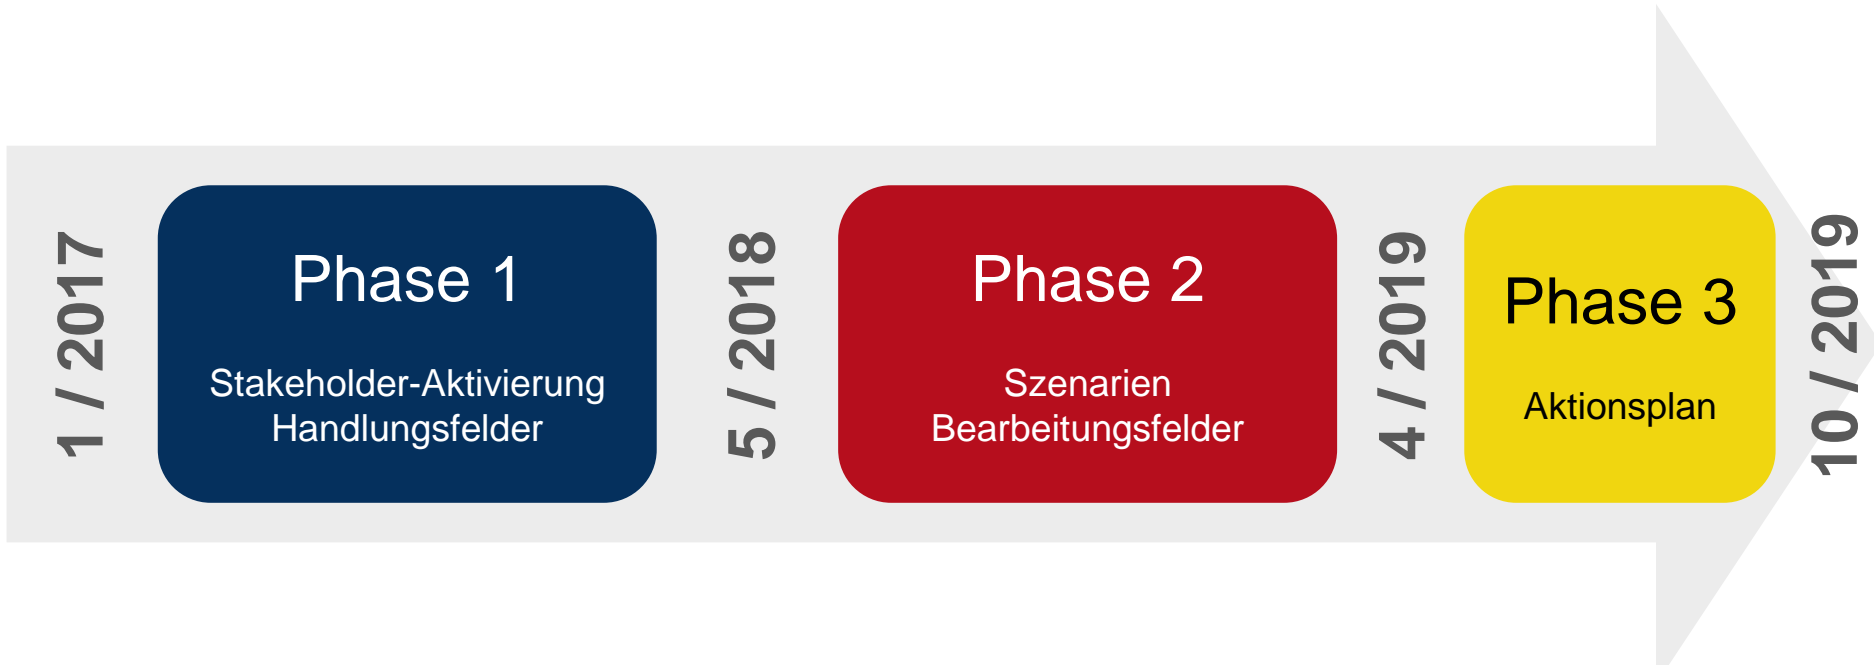 1 / 2017
Phase 1
Stakeholder-Aktivierung
Handlungsfelder
5 / 2018
Phase 2
Szenarien
Bearbeitungsfelder
4 / 2019
Phase 3
Aktionsplan
10 / 2019